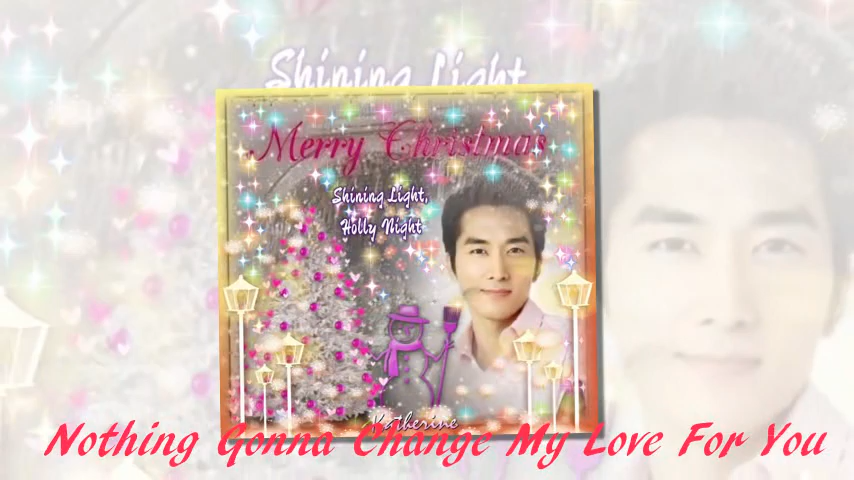 Shining Light,
Merry Christmas
Shining Light,
Holly Night
Katherine
Nothing Gonna Change My Love For You